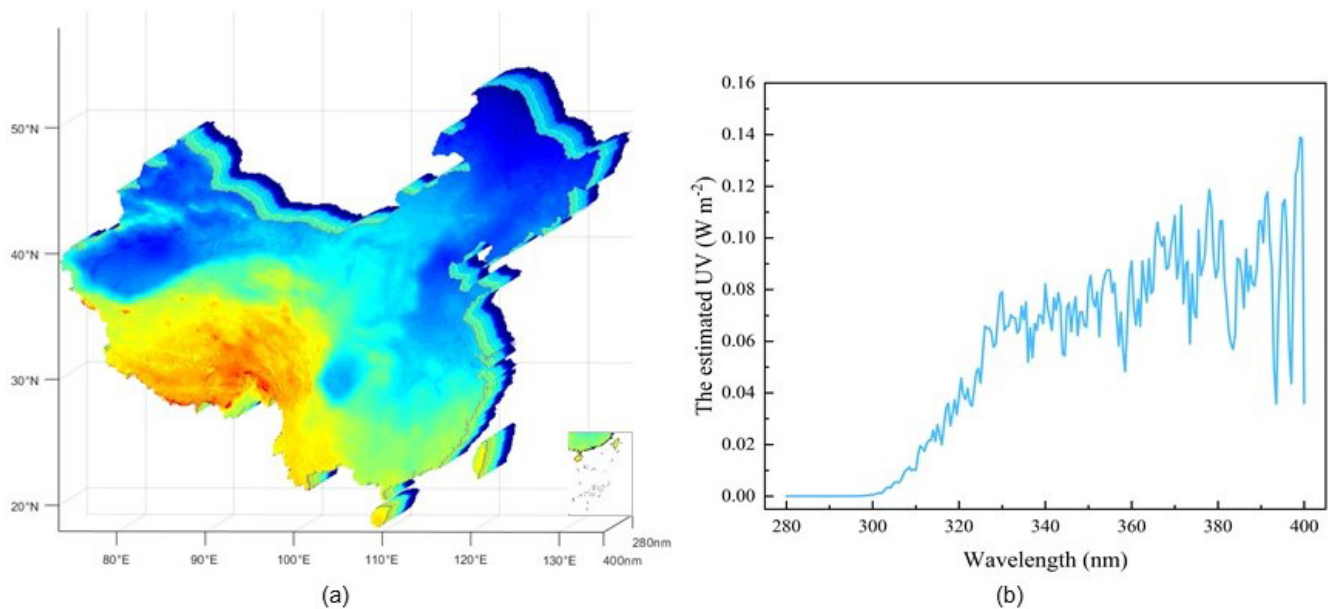 50°N
40°N
30°N
20°N
80°E
90°E
100°E
110°E
120°E
130°E
280nm
400nm
(a)
0.16
0.14
0.12
0.10
0.08
0.06
0.04
0.02
0.00
The estimated UV (W m⁻²)
280
300
320
340
360
380
400
Wavelength (nm)
(b)